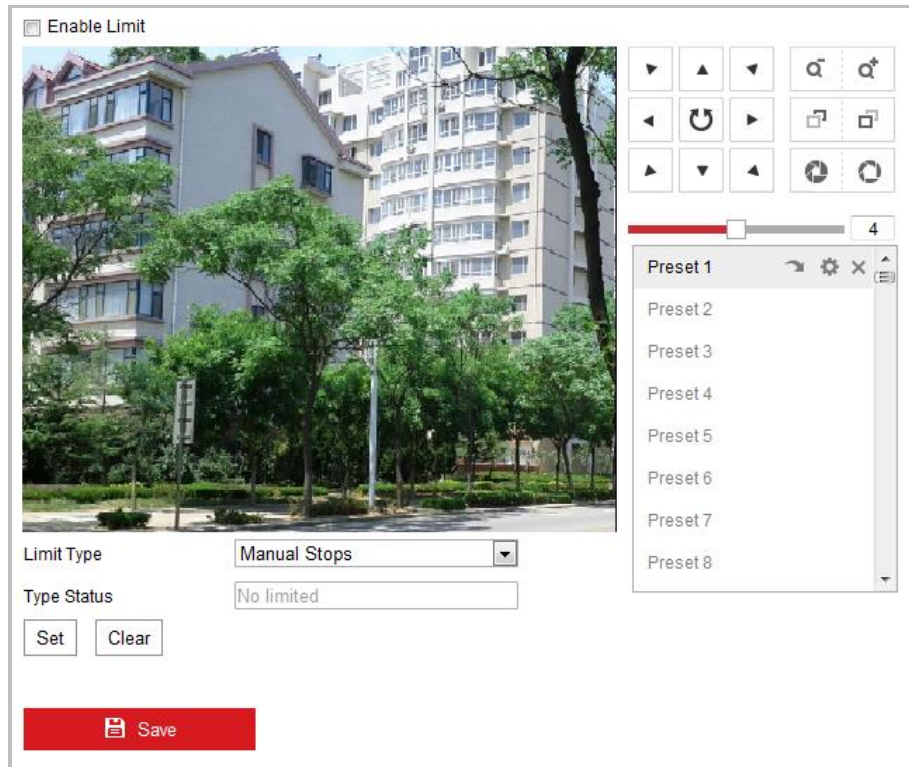 Enable Limit
4
Preset 1
Preset 2
Preset 3
Preset 4
Preset 5
Preset 6
Preset 7
Preset 8
Limit Type
Manual Stops
Type Status
No limited
Set
Clear
Save